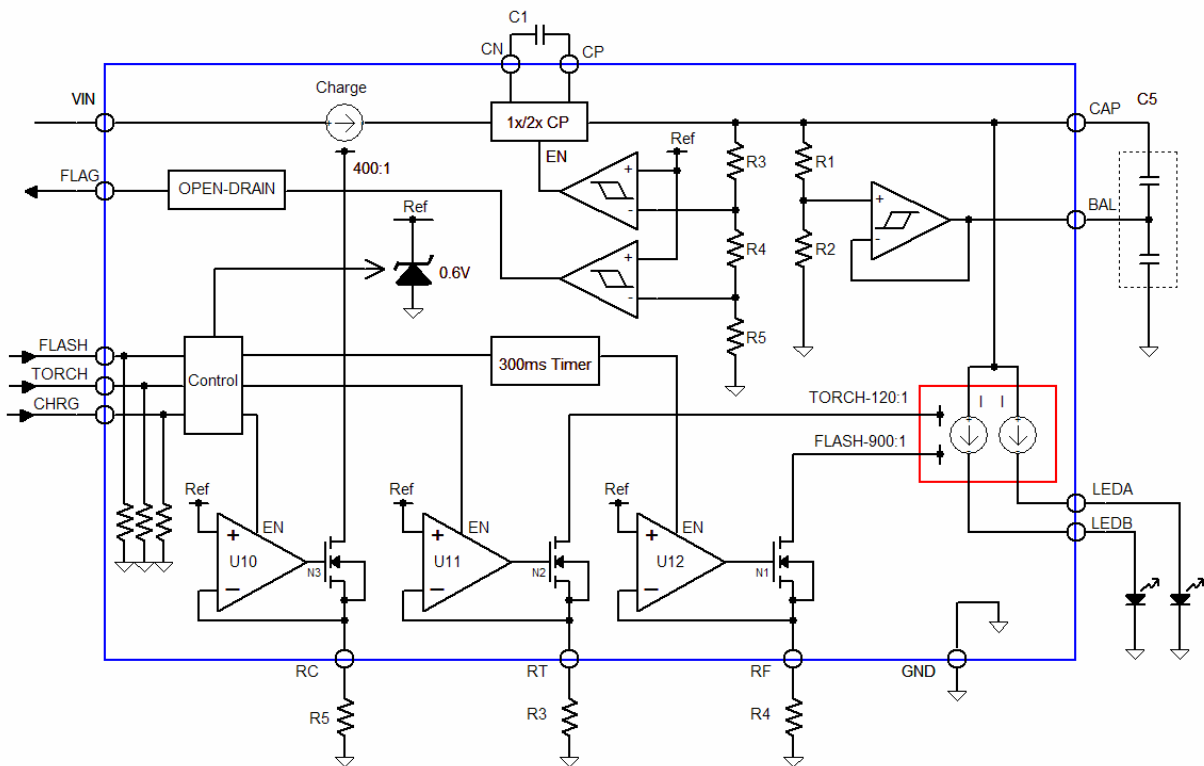 C1
CN
CP
Charge
VIN
CAP
C5
1x/2x CP
Ref
EN
R3
R1
400:1
+
-
FLAG
OPEN-DRAIN
Ref
+
-
BAL
R4
R2
0.6V
+
-
R5
FLASH
300ms Timer
TORCH
Control
CHRG
TORCH-120:1
I I
FLASH-900:1
Ref
Ref
Ref
LEDA
EN
EN
EN
LEDB
+
+
+
U10
N3
U11
N2
U12
N1
−
−
−
RC
RT
RF
GND
R5
R3
R4